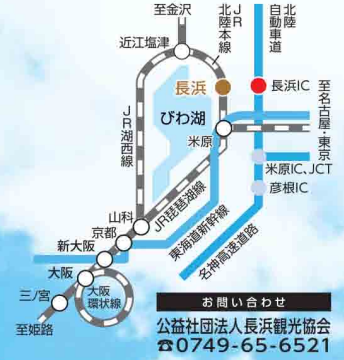 至金沢
JR
北陸本線
北陸
自動車道
近江塩津
長浜
長浜IC
びわ湖
至名古屋・東京
米原
JR湖西線
米原IC、JCT
彦根IC
山科
JR琵琶湖線
京都
東海道新幹線
新大阪
名神高速道路
大阪
大阪
環状線
三ノ宮
至姫路
お問い合わせ
公益社団法人長浜観光協会
☎0749-65-6521